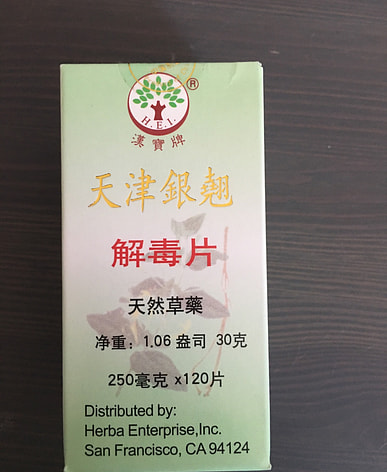 ®
H.E.I.
漢寶牌
天津銀翹
解毒片
天然草藥
净重：1.06 盎司 30克
250毫克 x120片
Distributed by:
Herba Enterprise,Inc.
San Francisco, CA 94124